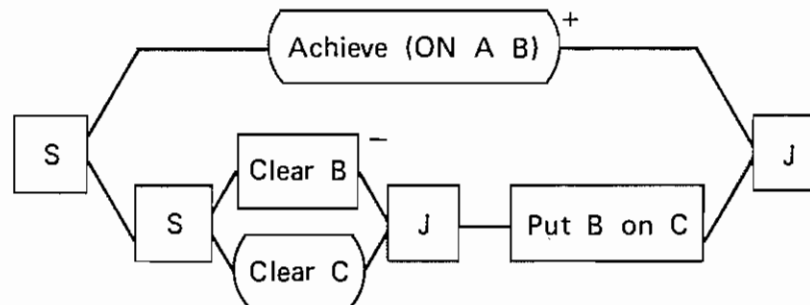 Achieve (ON A B) +
S
Clear B −
J
S
J
Put B on C
Clear C